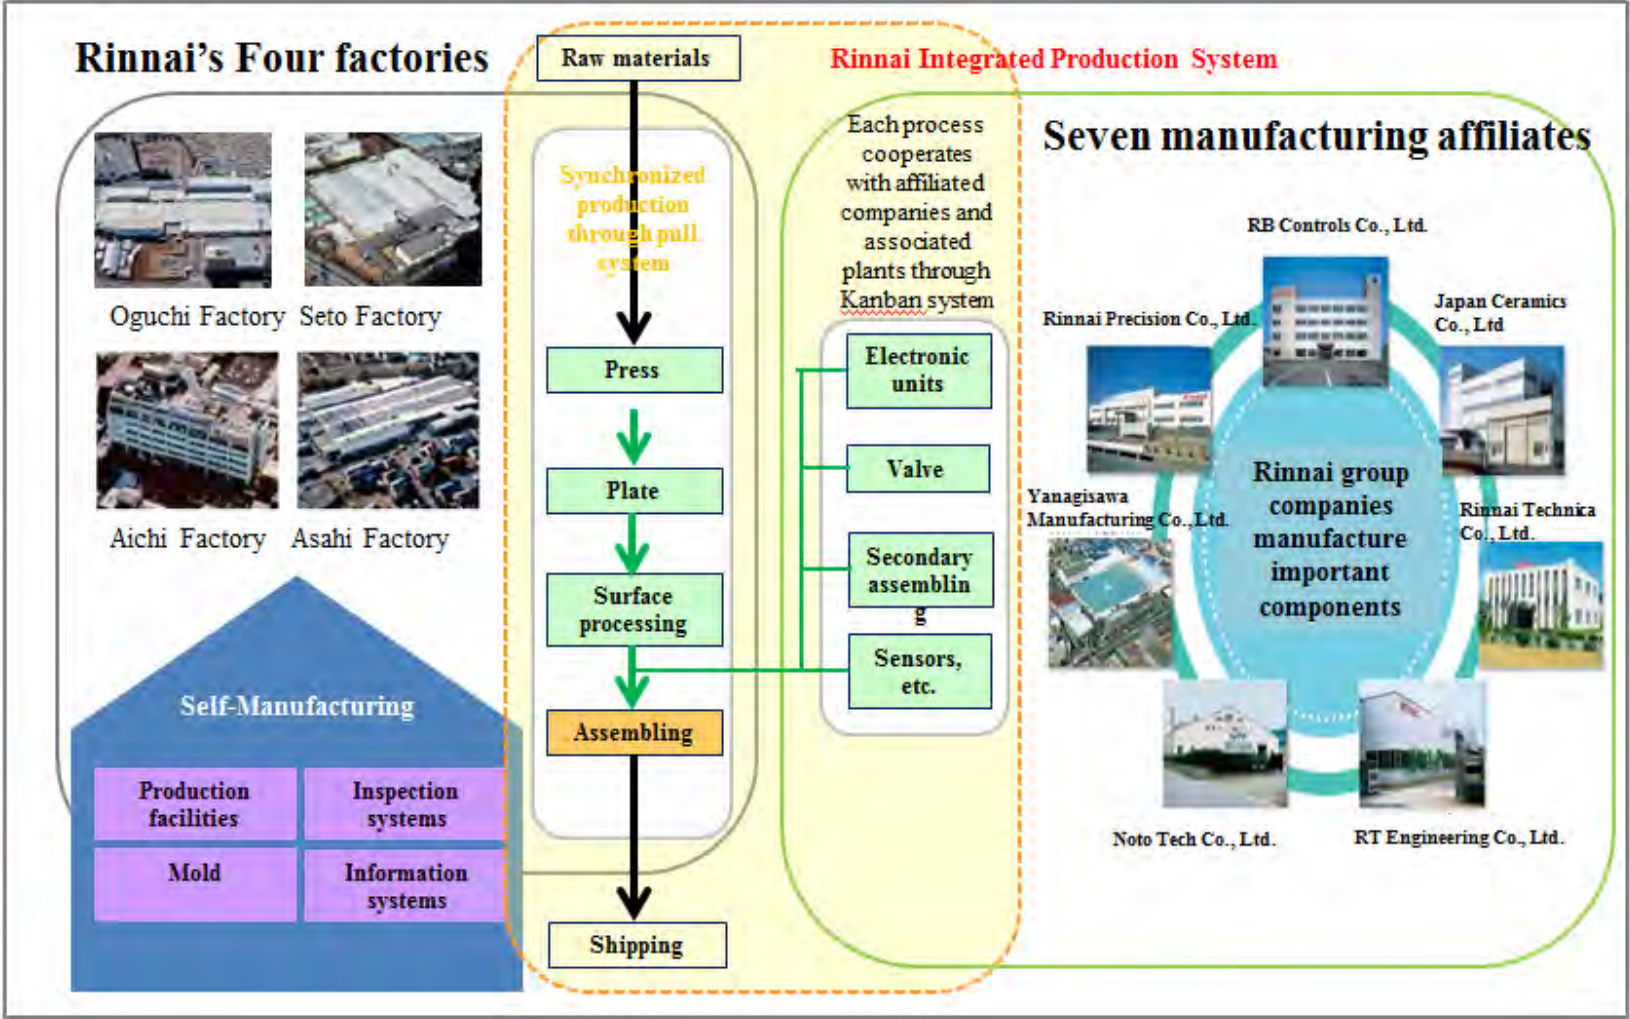 Rinnai's Four factories
Oguchi Factory
Seto Factory
Aichi Factory
Asahi Factory
Self-Manufacturing
Production
facilities
Inspection
systems
Mold
Information
systems
Raw materials
Synchronized
production
through pull
system
Press
Plate
Surface
processing
Assembling
Shipping
Rinnai Integrated Production System
Each process
cooperates
with affiliated
companies and
associated
plants through
Kanban system
Electronic
units
Valve
Secondary
assemblin
g
Sensors,
etc.
Seven manufacturing affiliates
RB Controls Co., Ltd.
Rinnai Precision Co., Ltd.
Japan Ceramics
Co., Ltd
Yanagisawa
Manufacturing Co., Ltd.
Rinnai Technica
Co., Ltd.
Rinnai group
companies
manufacture
important
components
Noto Tech Co., Ltd.
RT Engineering Co., Ltd.